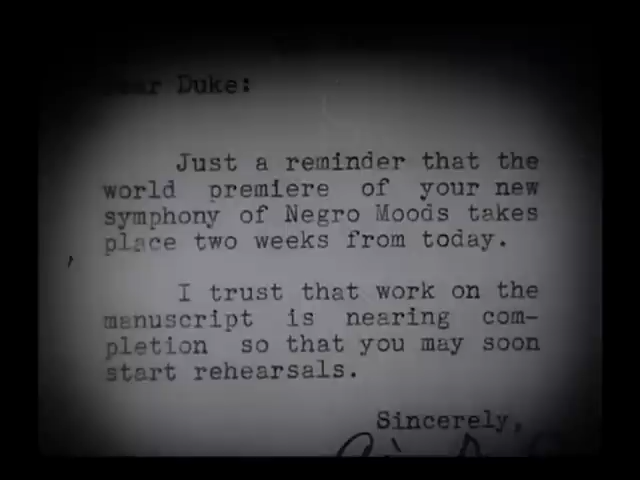 Dear Duke:
Just a reminder that the
world premiere of your new
symphony of Negro Moods takes
place two weeks from today.
I trust that work on the
manuscript is nearing com-
pletion so that you may soon
start rehearsals.
Sincerely,